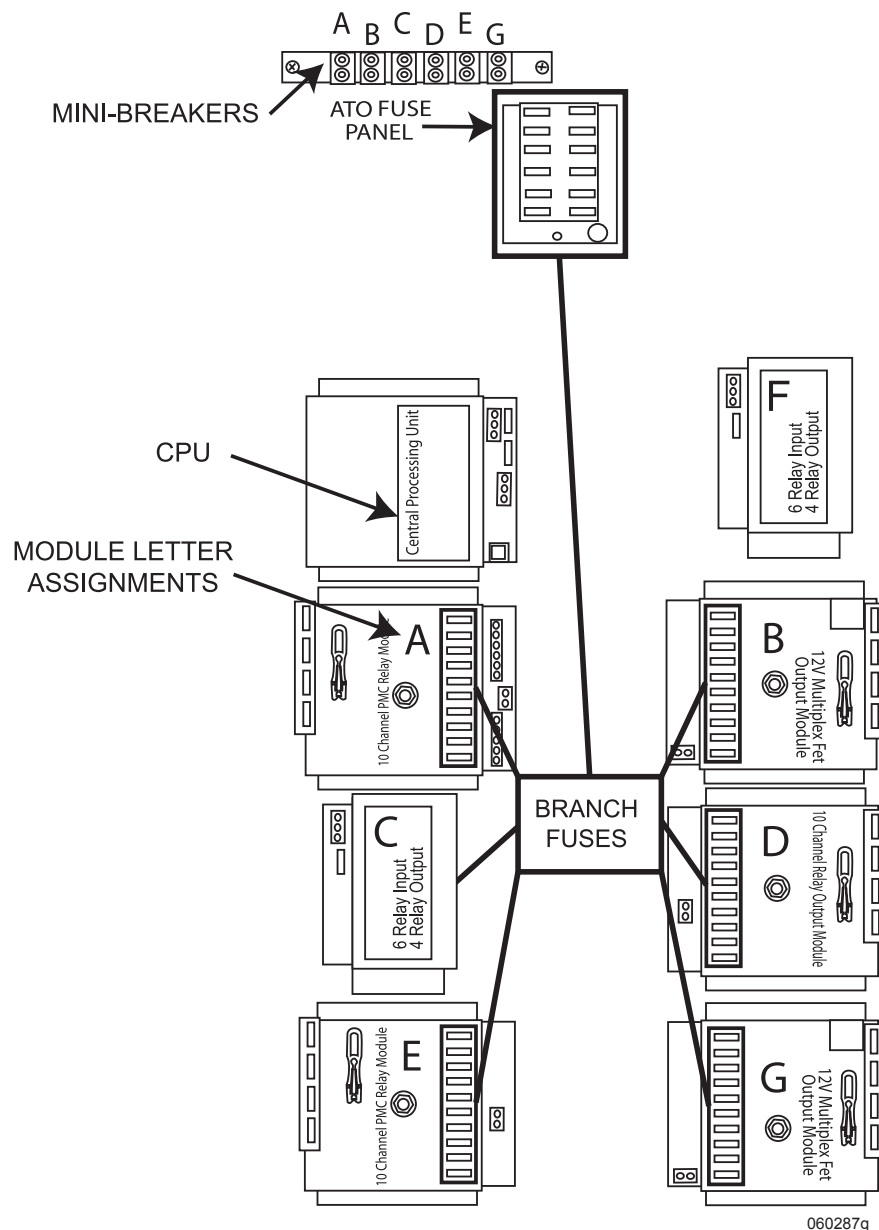 A
B
C
D
E
G
MINI-BREAKERS
ATO FUSE
PANEL
CPU
Central Processing Unit
F
6 Relay Input
4 Relay Output
MODULE LETTER
ASSIGNMENTS
A
10 Channel PMC Relay Module
B
12V Multiplex Fet
Output Module
BRANCH
FUSES
C
6 Relay Input
4 Relay Output
D
10 Channel Relay Output Module
E
10 Channel PMC Relay Module
G
12V Multiplex Fet
Output Module
060287g